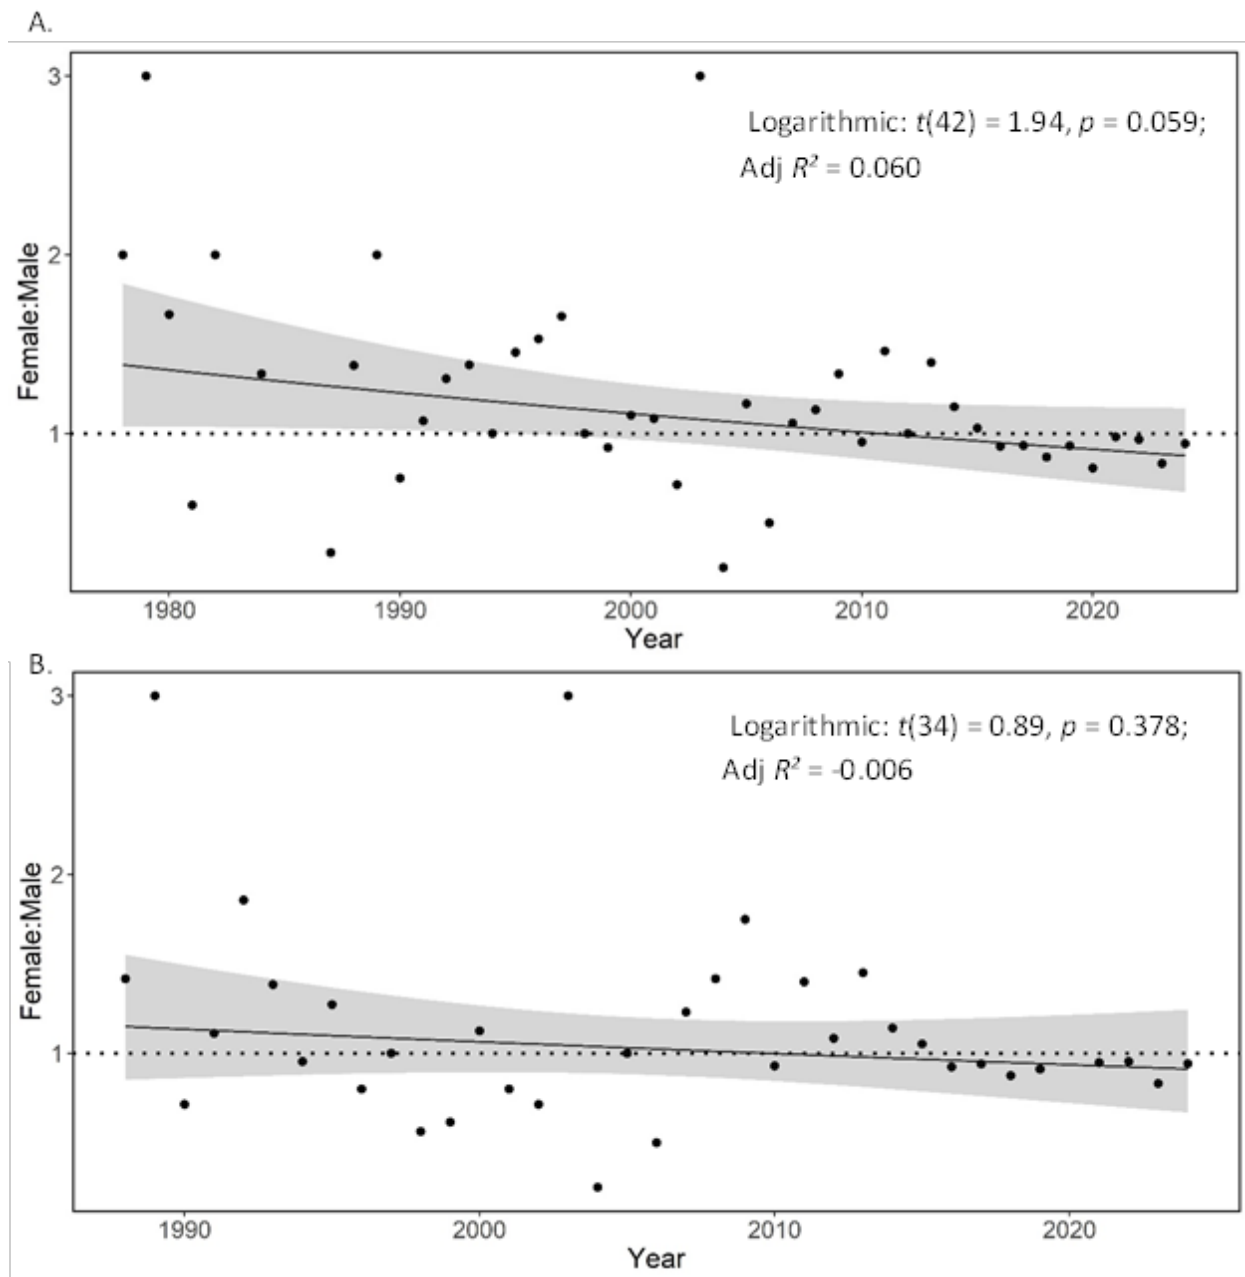 A.
3
Logarithmic: t(42) = 1.94, p = 0.059;
Adj R² = 0.060
2
Female:Male
1
1980 1990 2000 2010 2020
Year
B.
3
Logarithmic: t(34) = 0.89, p = 0.378;
Adj R² = -0.006
2
Female:Male
1
1990 2000 2010 2020
Year